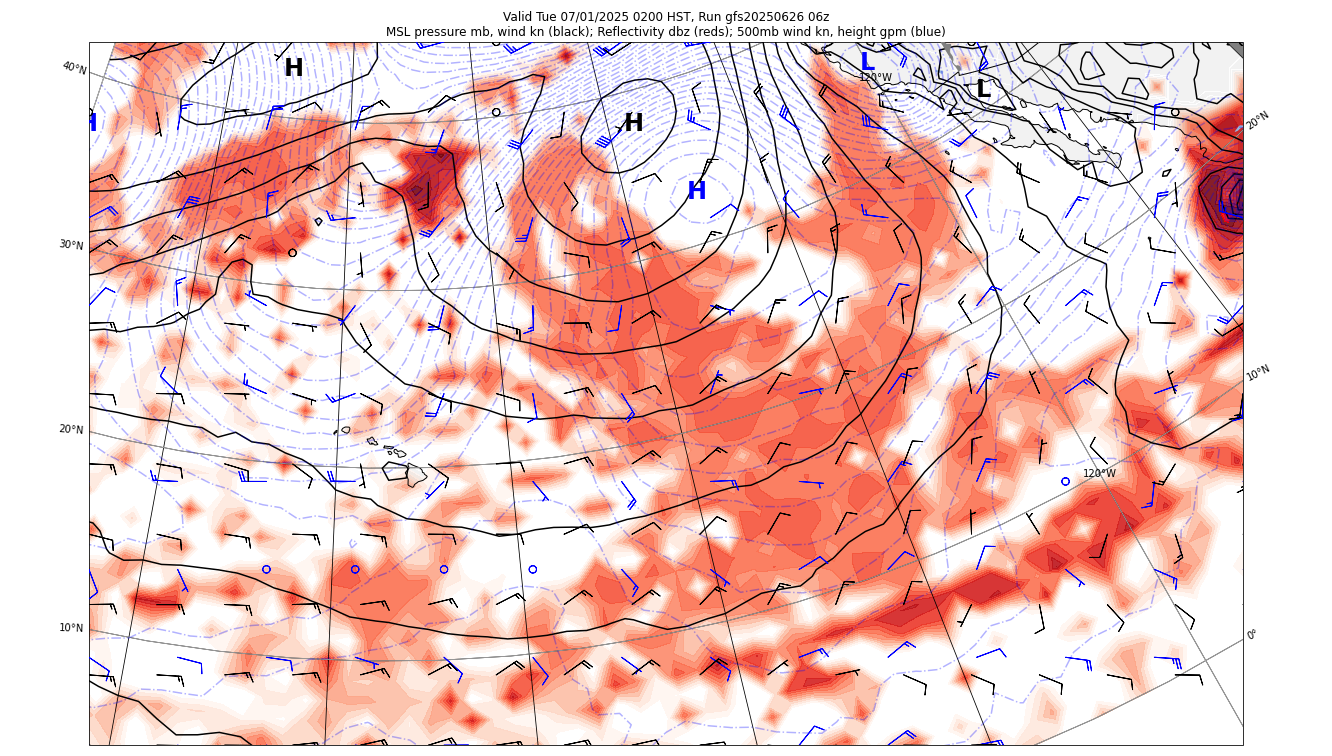 Valid Tue 07/01/2025 0200 HST, Run gfs20250626 06z
MSL pressure mb, wind kn (black); Reflectivity dbz (reds); 500mb wind kn, height gpm (blue)
40°N
H
H
H
L
120°W
L
20°N
H
30°N
10°N
20°N
120°W
10°N
0°